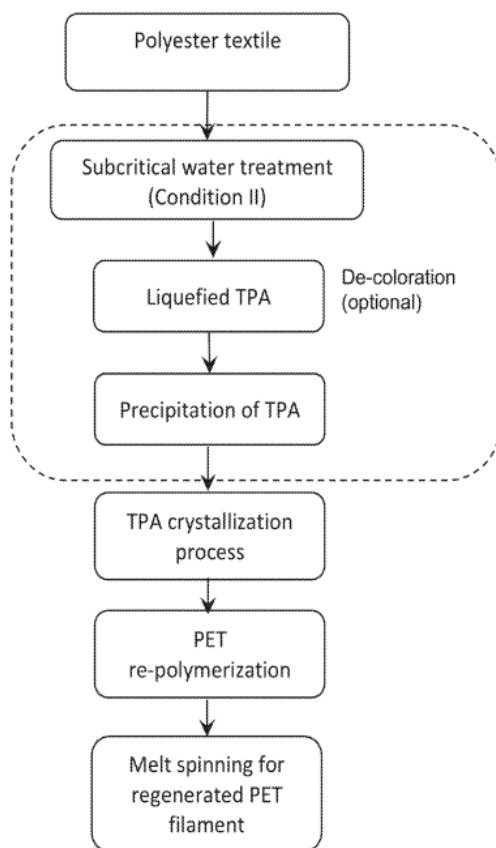 Polyester textile
Subcritical water treatment
(Condition II)
Liquefied TPA
De-coloration
(optional)
Precipitation of TPA
TPA crystallization
process
PET
re-polymerization
Melt spinning for
regenerated PET
filament